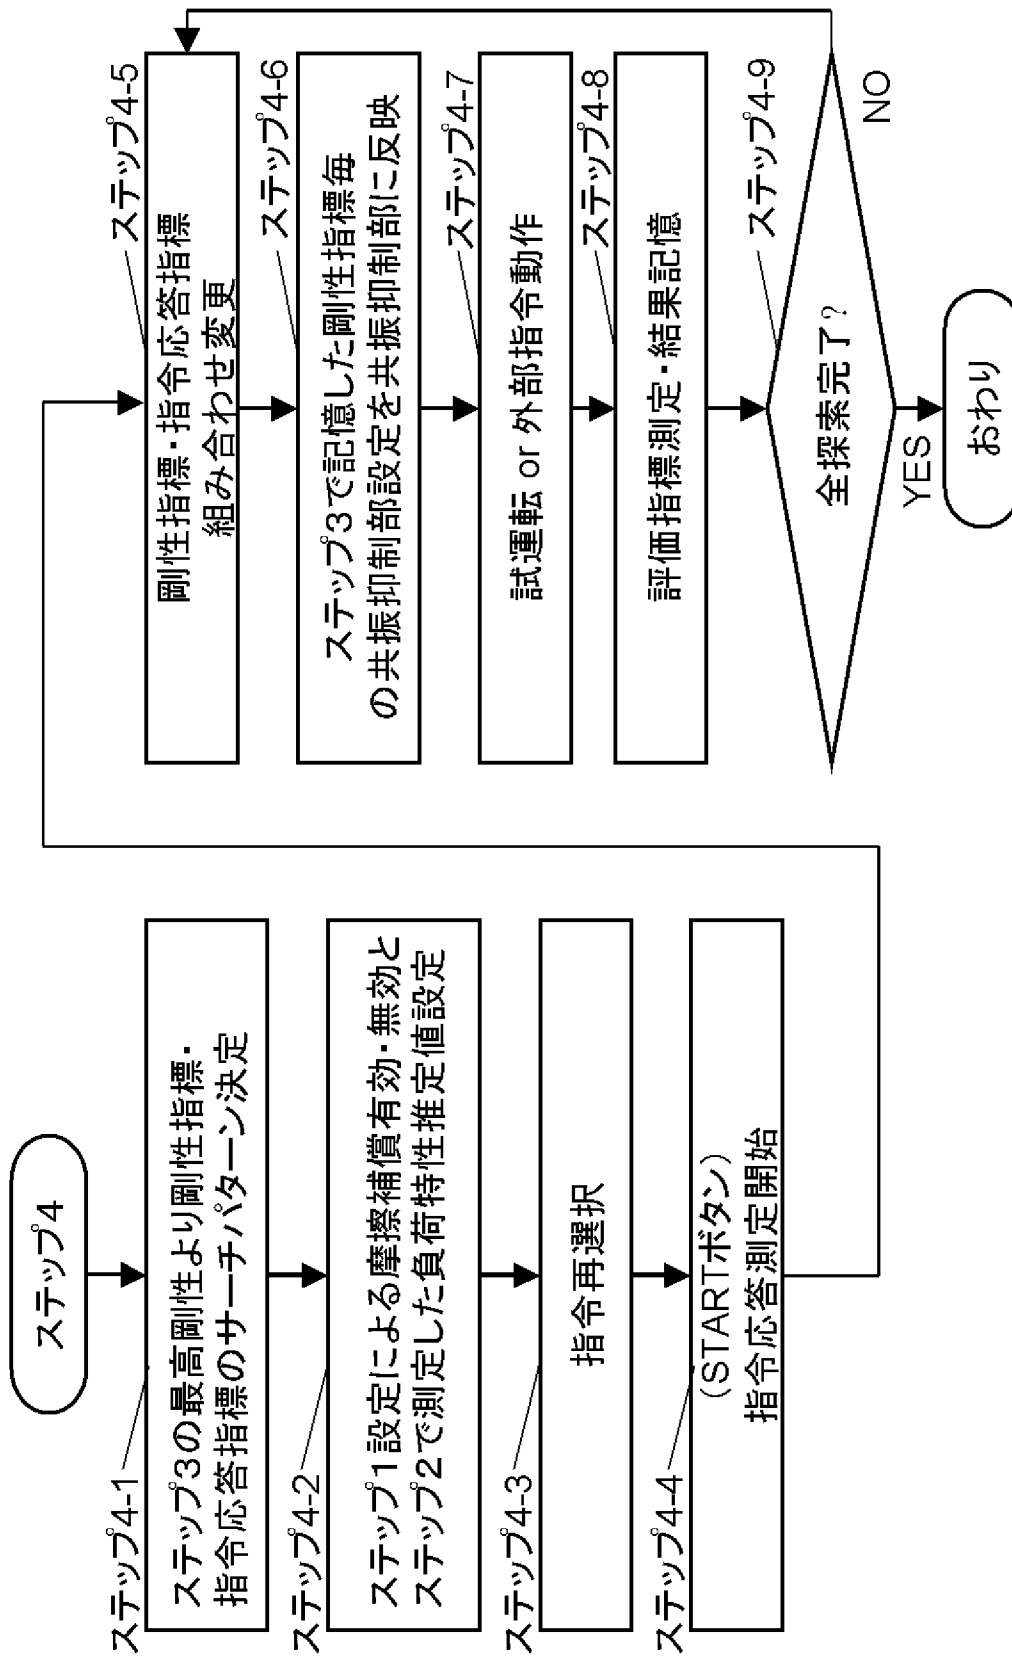 ステップ4
ステップ4-1
ステップ3の最高剛性より剛性指標・
指令応答指標のサーチパターン決定
ステップ4-2
ステップ1設定による摩擦補償有効・無効と
ステップ2で測定した負荷特性推定値設定
ステップ4-3
指令再選択
ステップ4-4
(STARTボタン)
指令応答測定開始
ステップ4-5
剛性指標・指令応答指標
組み合わせ変更
ステップ4-6
ステップ3で記憶した剛性指標毎
の共振抑制部設定を共振抑制部に反映
ステップ4-7
試運転 or 外部指令動作
ステップ4-8
評価指標測定・結果記憶
ステップ4-9
全探索完了?
NO
YES
おわり